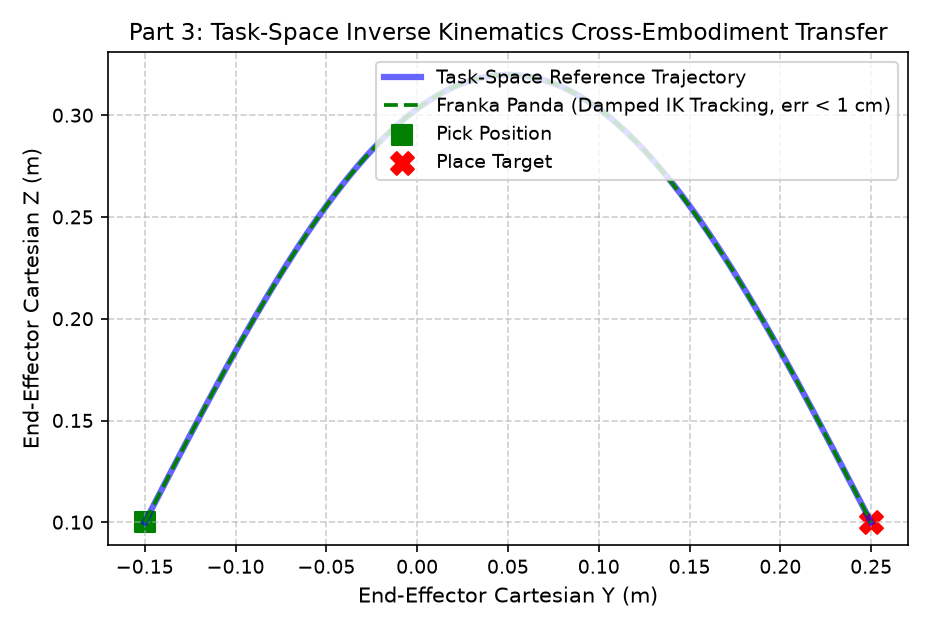 Part 3: Task-Space Inverse Kinematics Cross-Embodiment Transfer
Task-Space Reference Trajectory
Franka Panda (Damped IK Tracking, err < 1 cm)
Pick Position
Place Target
End-Effector Cartesian Z (m)
0.30
0.25
0.20
0.15
0.10
−0.15 −0.10 −0.05 0.00 0.05 0.10 0.15 0.20 0.25
End-Effector Cartesian Y (m)